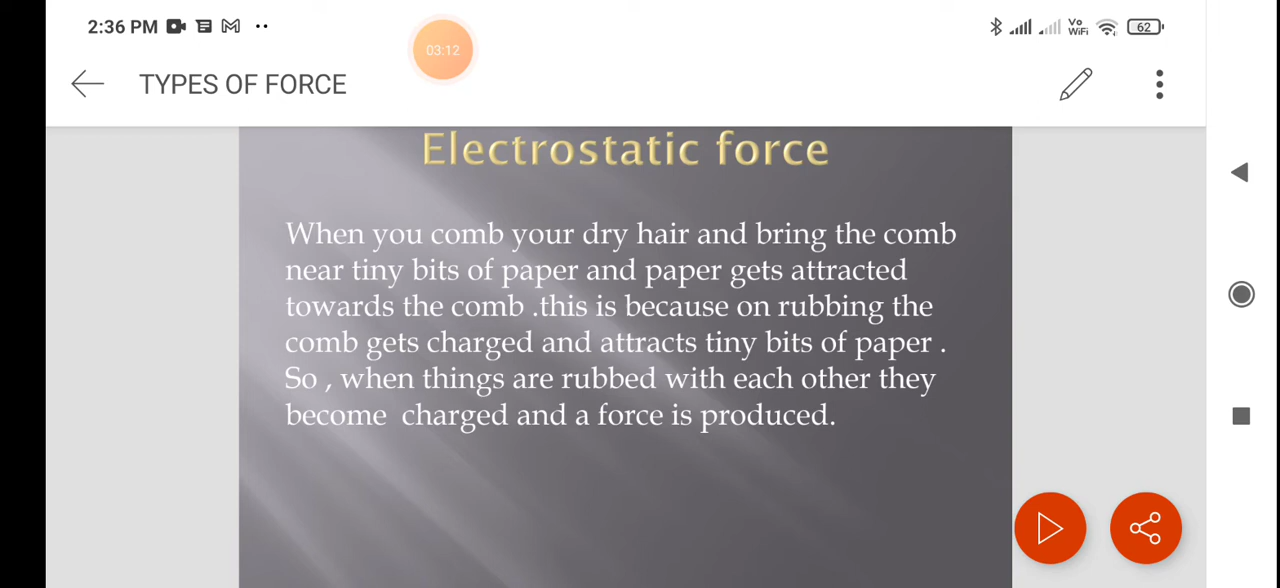 2:36 PM
03:12
Vo
WiFi
62
TYPES OF FORCE
Electrostatic force
When you comb your dry hair and bring the comb
near tiny bits of paper and paper gets attracted
towards the comb .this is because on rubbing the
comb gets charged and attracts tiny bits of paper .
So , when things are rubbed with each other they
become  charged and a force is produced.